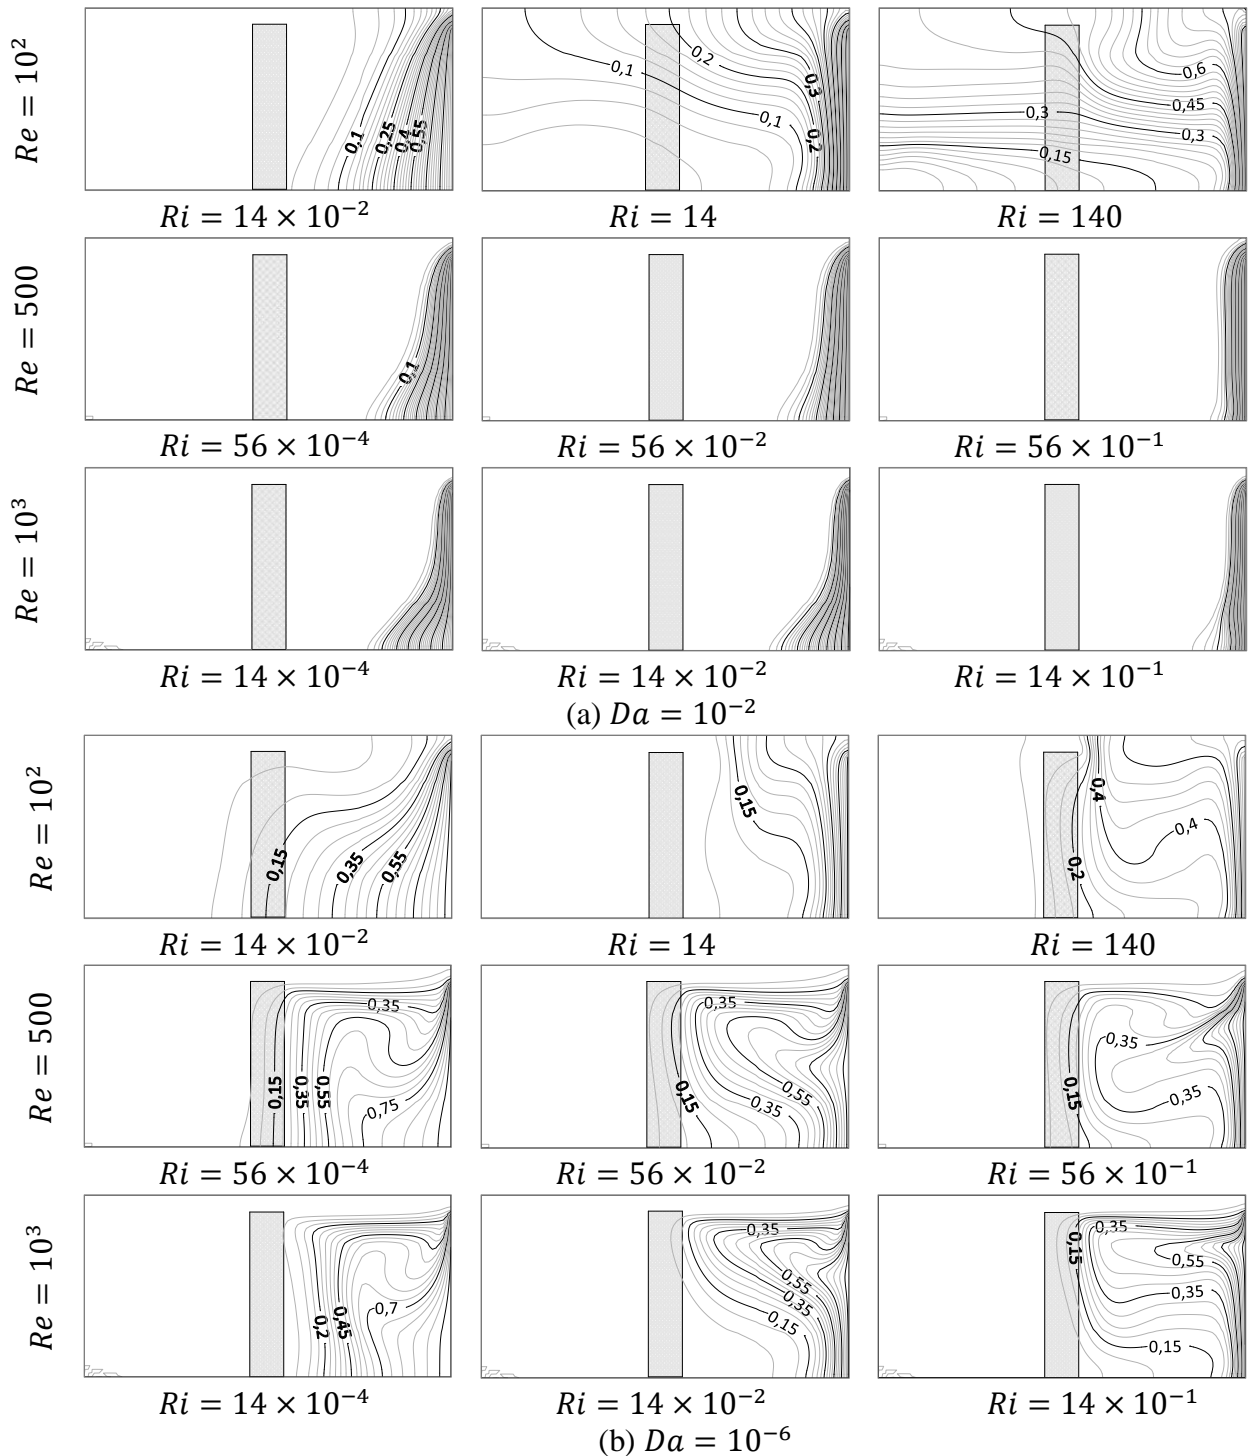 Re = 10²
0,1 0,25 0,4 0,55
0,1 0,2 0,3 0,1 0,2
0,6 0,45 0,3 0,3 0,15
Ri = 14 × 10⁻² Ri = 14 Ri = 140
Re = 500
0,1
Ri = 56 × 10⁻⁴ Ri = 56 × 10⁻² Ri = 56 × 10⁻¹
Re = 10³
Ri = 14 × 10⁻⁴ Ri = 14 × 10⁻² Ri = 14 × 10⁻¹
(a) Da = 10⁻²
Re = 10²
0,15 0,35 0,55
0,15
0,4 0,4 0,2
Ri = 14 × 10⁻² Ri = 14 Ri = 140
Re = 500
0,35 0,15 0,35 0,55 0,75
0,35 0,15 0,55 0,35
0,35 0,15 0,35
Ri = 56 × 10⁻⁴ Ri = 56 × 10⁻² Ri = 56 × 10⁻¹
Re = 10³
0,2 0,45 0,7
0,35 0,55 0,35 0,15
0,15 0,35 0,55 0,35 0,15
Ri = 14 × 10⁻⁴ Ri = 14 × 10⁻² Ri = 14 × 10⁻¹
(b) Da = 10⁻⁶